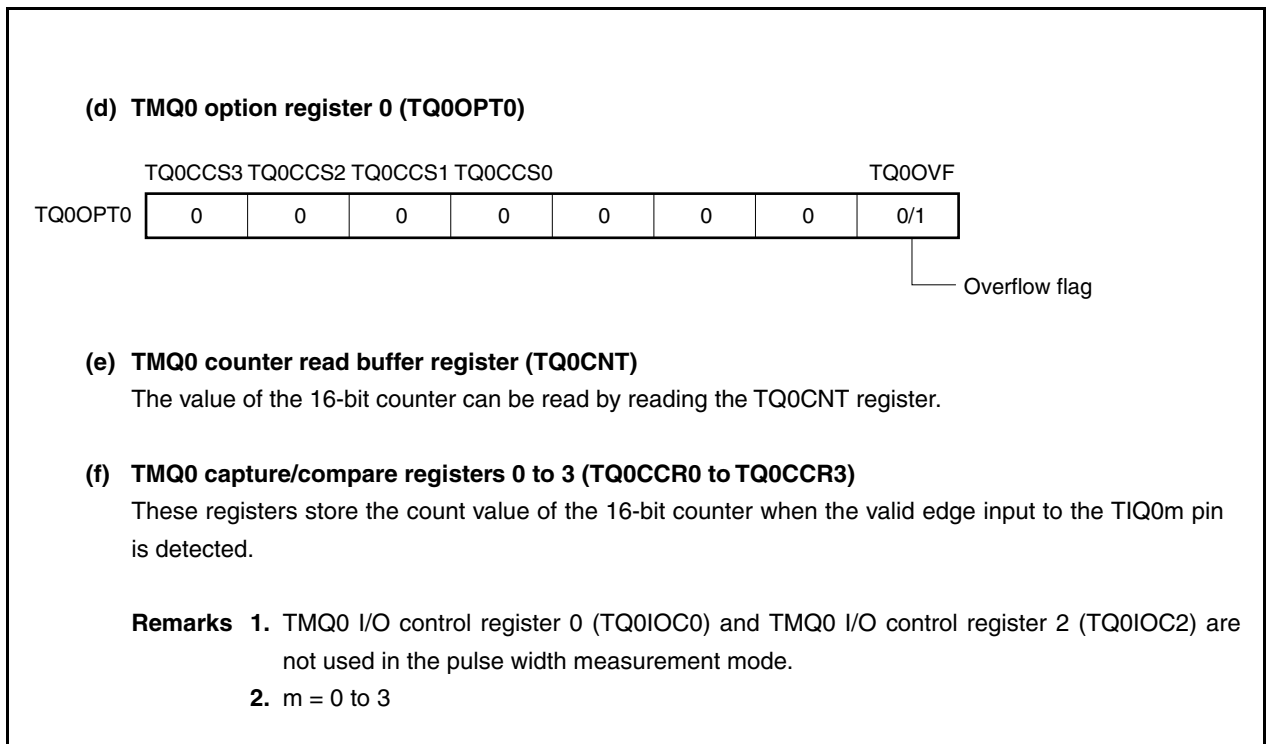 (d) TMQ0 option register 0 (TQ0OPT0)
TQ0CCS3 TQ0CCS2 TQ0CCS1 TQ0CCS0 TQ0OVF
TQ0OPT0 0 0 0 0 0 0 0 0/1
Overflow flag
(e) TMQ0 counter read buffer register (TQ0CNT)
The value of the 16-bit counter can be read by reading the TQ0CNT register.
(f) TMQ0 capture/compare registers 0 to 3 (TQ0CCR0 to TQ0CCR3)
These registers store the count value of the 16-bit counter when the valid edge input to the TIQ0m pin
is detected.
Remarks 1. TMQ0 I/O control register 0 (TQ0IOC0) and TMQ0 I/O control register 2 (TQ0IOC2) are
not used in the pulse width measurement mode.
2. m = 0 to 3